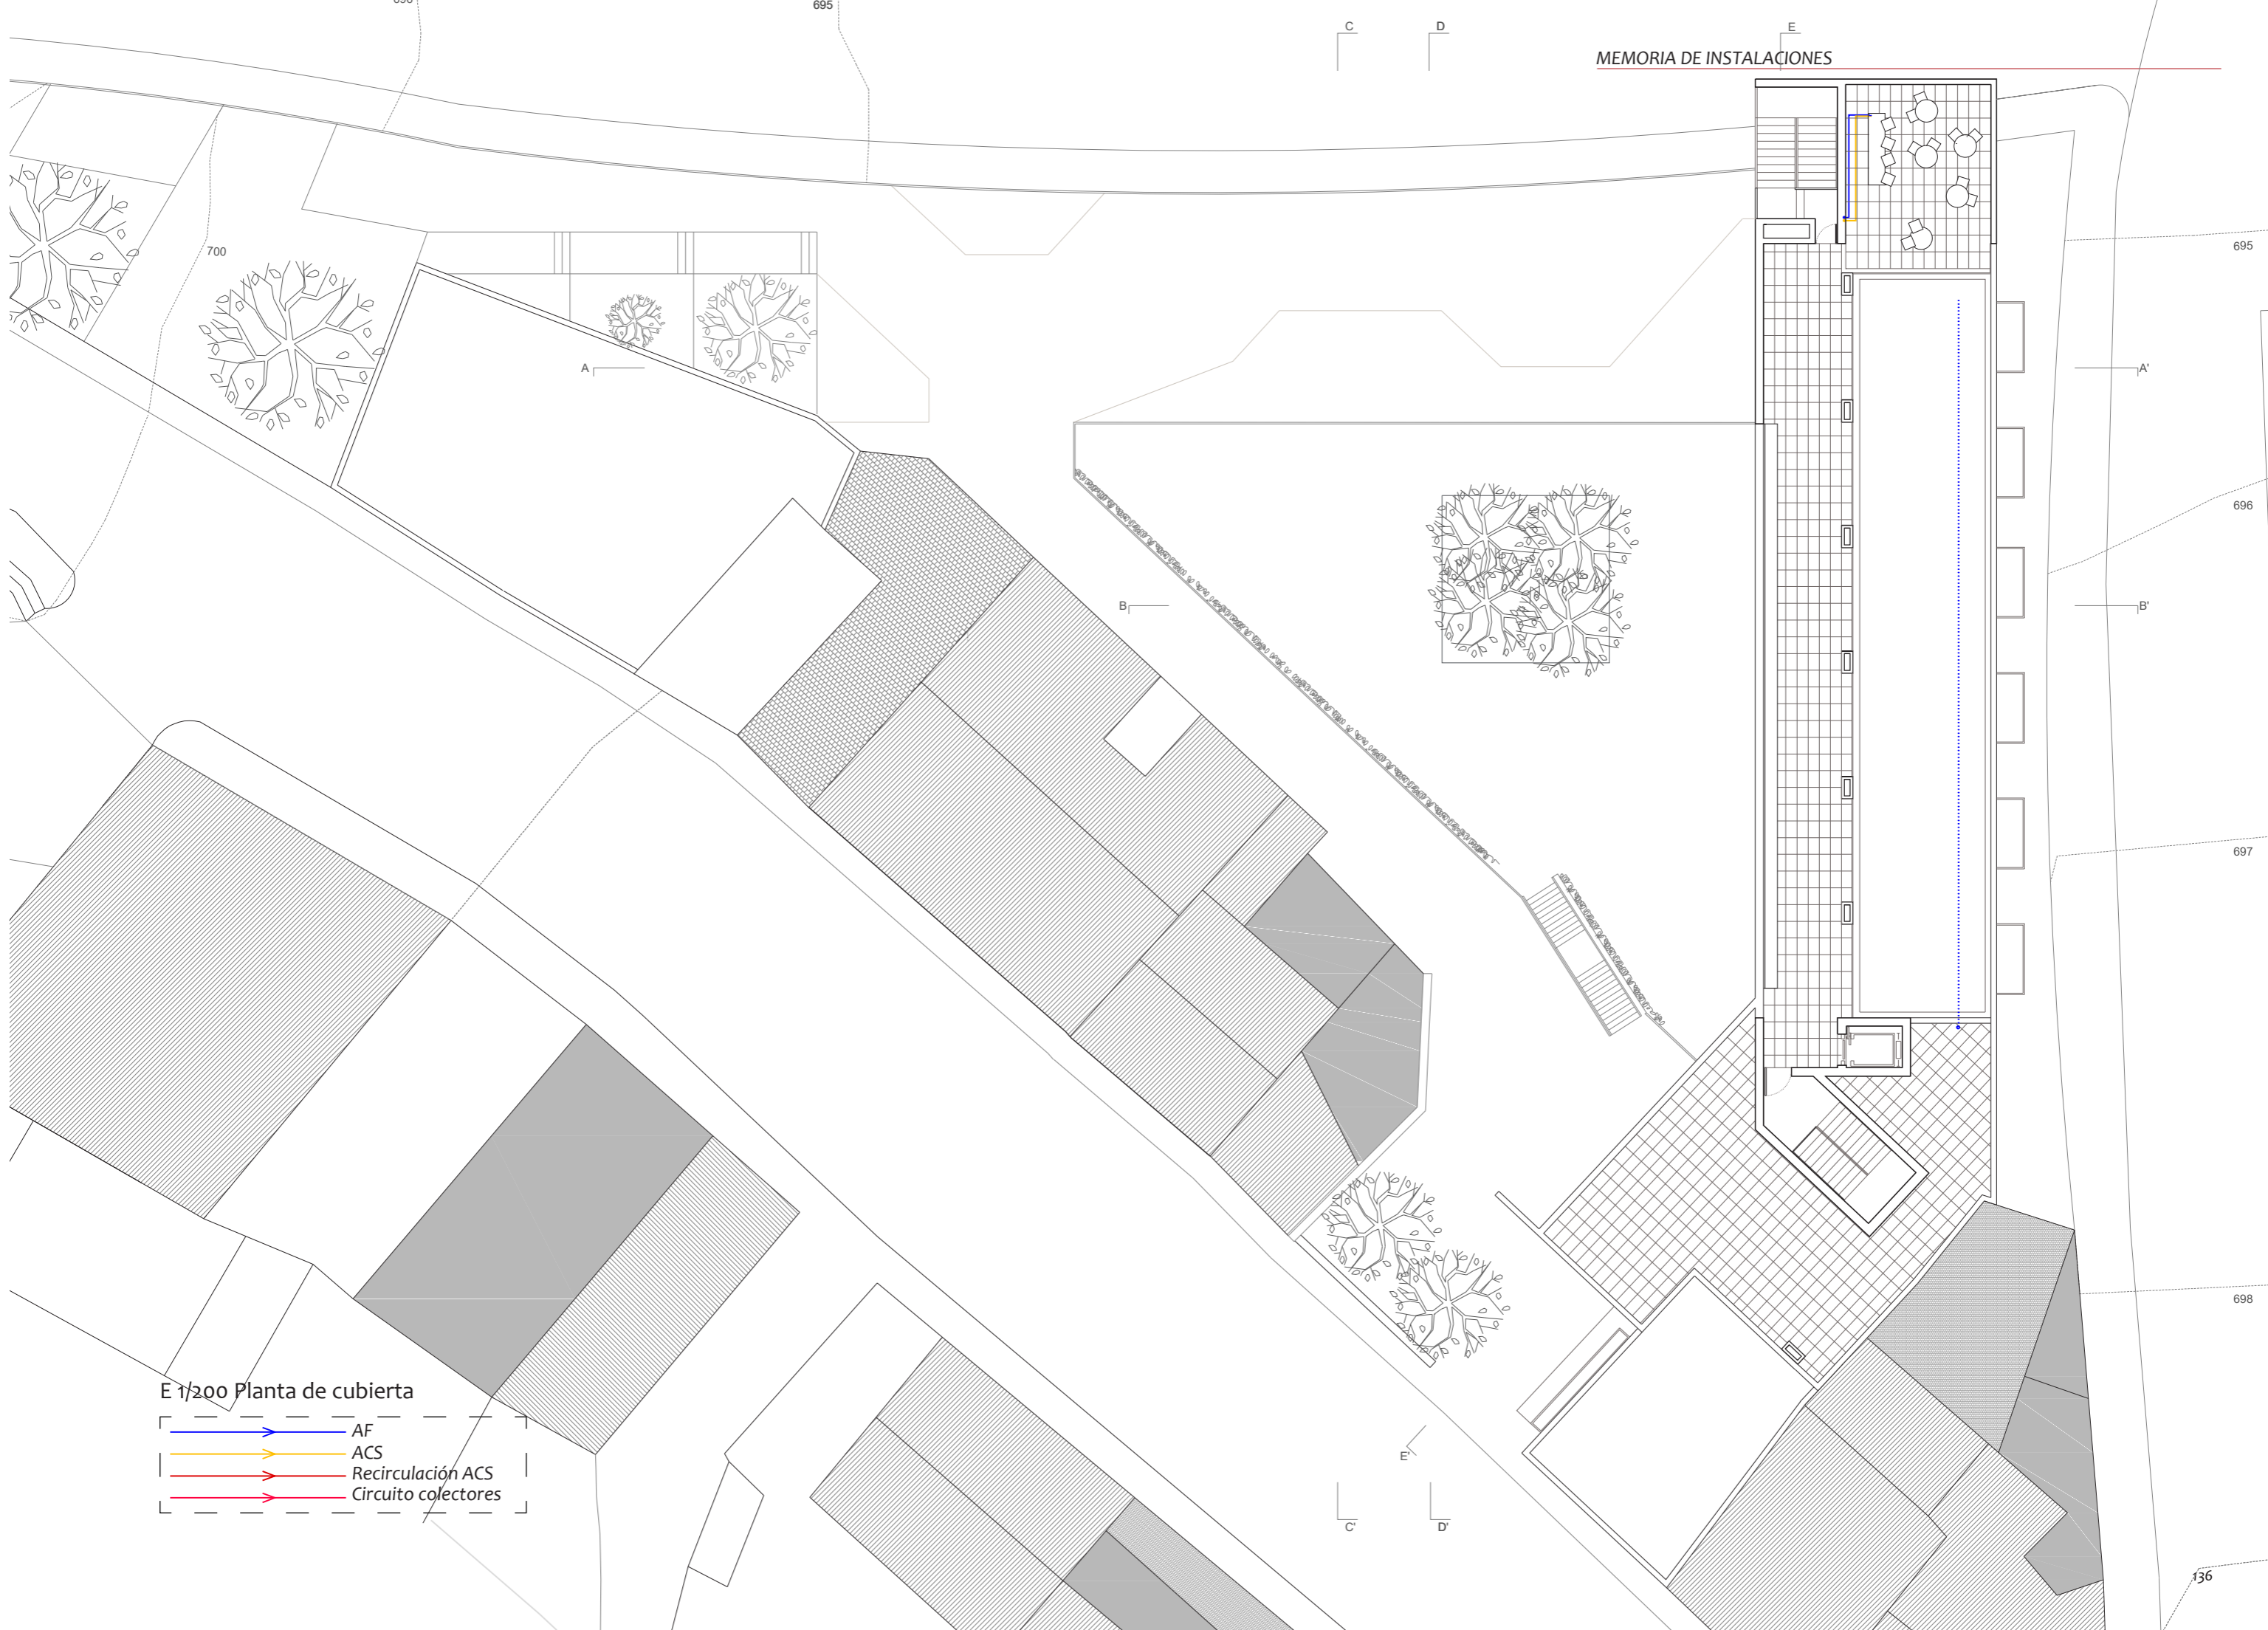 695
C
D
E
MEMORIA DE INSTALACIONES
700
695
A
A'
696
B
B'
697
698
E 1/200 Planta de cubierta
AF
ACS
Recirculación ACS
Circuito colectores
E'
C'
D'
136